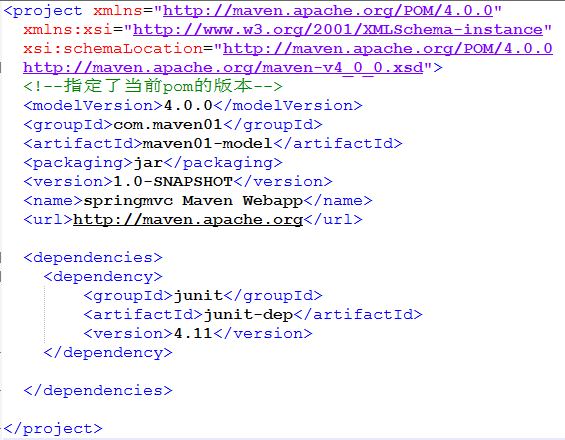 <project xmlns="http://maven.apache.org/POM/4.0.0"
xmlns:xsi="http://www.w3.org/2001/XMLSchema-instance"
xsi:schemaLocation="http://maven.apache.org/POM/4.0.0
http://maven.apache.org/maven-v4_0_0.xsd">
<!--指定了当前pom的版本-->
<modelVersion>4.0.0</modelVersion>
<groupId>com.maven01</groupId>
<artifactId>maven01-model</artifactId>
<packaging>jar</packaging>
<version>1.0-SNAPSHOT</version>
<name>springmvc Maven Webapp</name>
<url>http://maven.apache.org</url>
<dependencies>
<dependency>
<groupId>junit</groupId>
<artifactId>junit-dep</artifactId>
<version>4.11</version>
</dependency>
</dependencies>
</project>